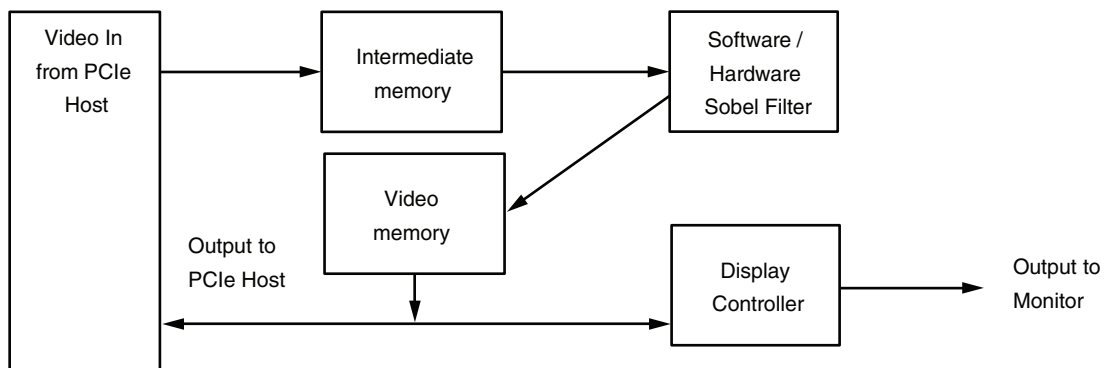 Video In
from PCIe
Host
Intermediate
memory
Software /
Hardware
Sobel Filter
Video
memory
Output to
PCIe Host
Display
Controller
Output to
Monitor